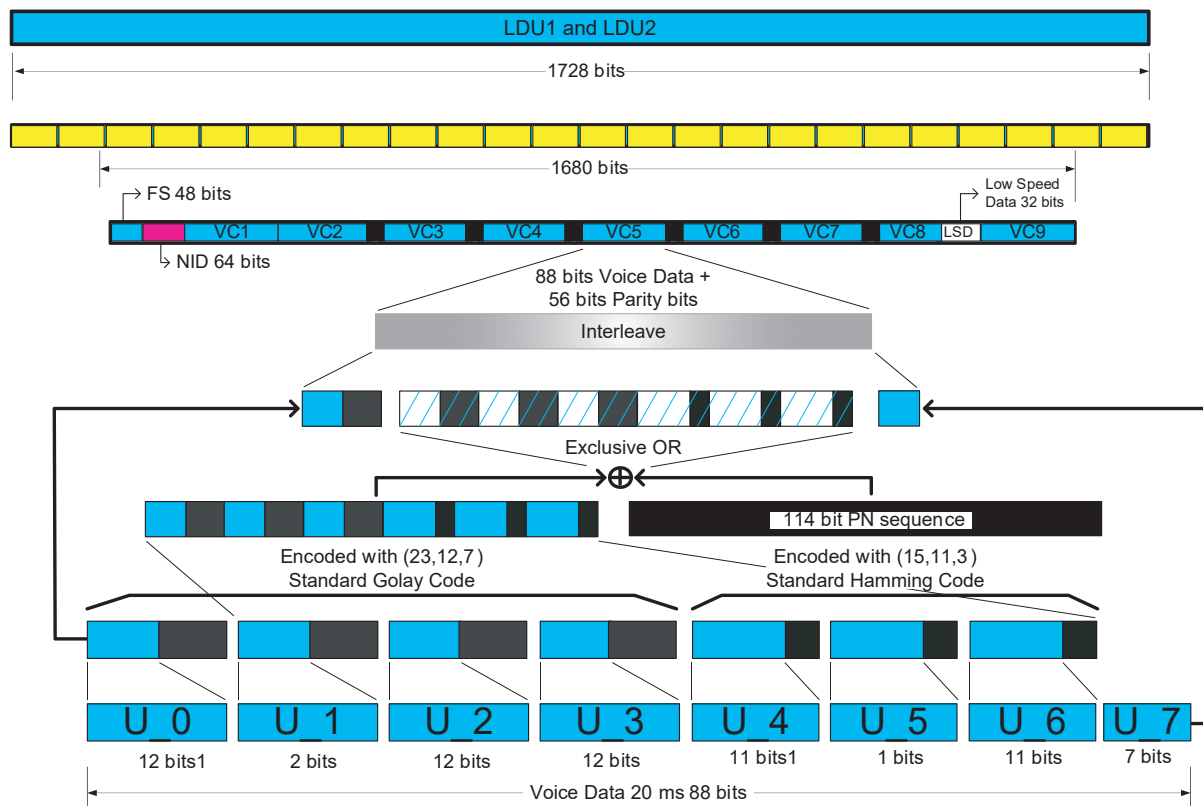 LDU1 and LDU2
1728 bits
1680 bits
FS 48 bits
Low Speed
Data 32 bits
VC1 VC2 VC3 VC4 VC5 VC6 VC7 VC8 LSD VC9
NID 64 bits
88 bits Voice Data +
56 bits Parity bits
Interleave
Exclusive OR
114 bit PN sequence
Encoded with (23,12,7)
Standard Golay Code
Encoded with (15,11,3)
Standard Hamming Code
U_0 U_1 U_2 U_3 U_4 U_5 U_6 U_7
12 bits1 2 bits 12 bits 12 bits 11 bits1 1 bits 11 bits 7 bits
Voice Data 20 ms 88 bits